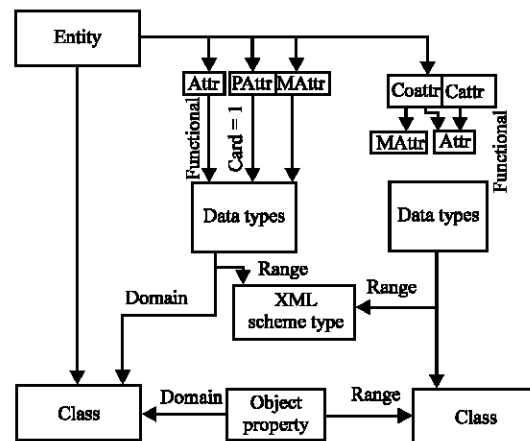 Entity
Attr
PAttr
MAttr
Coattr
Cattr
MAttr
Attr
Functional
Card = 1
Functional
Data types
Data types
Range
Domain
XML
scheme type
Range
Class
Domain
Object
property
Range
Class